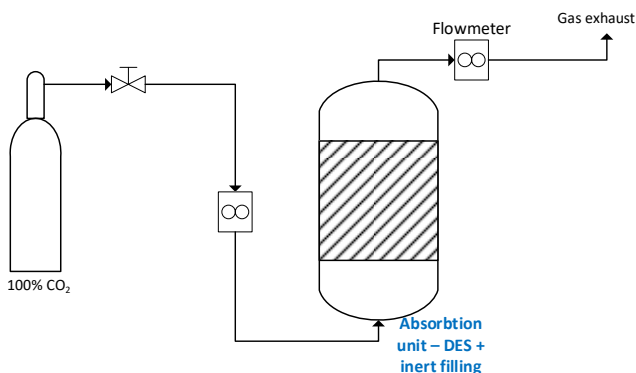 Gas exhaust
Flowmeter
100% CO₂
Absorbtion
unit – DES +
inert filling